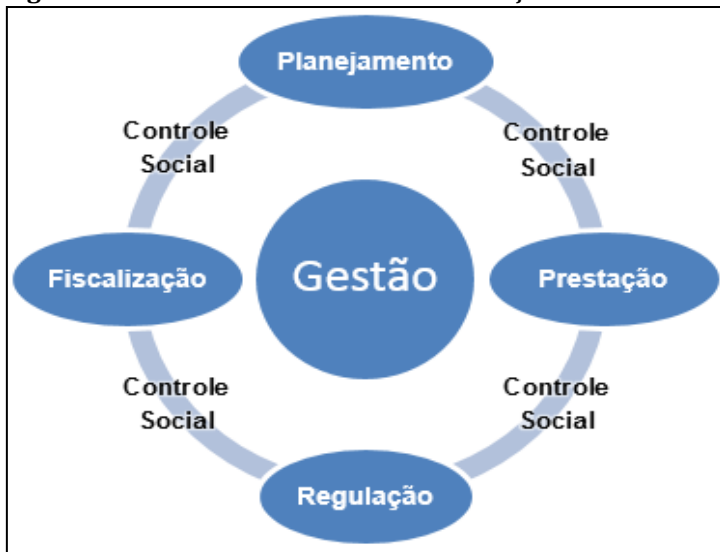 Planejamento
Controle
Social
Controle
Social
Fiscalização
Gestão
Prestação
Controle
Social
Controle
Social
Regulação